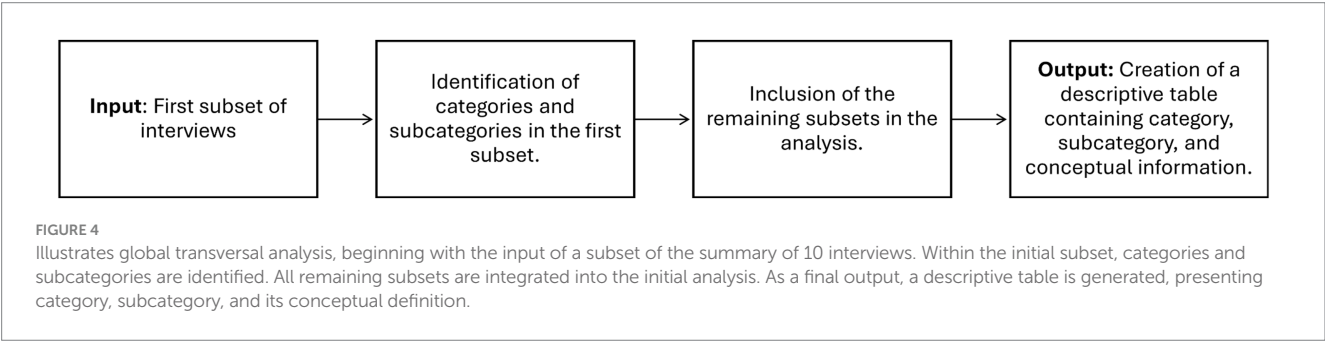 Input: First subset of
interviews
Identification of
categories and
subcategories in the first
subset.
Inclusion of the
remaining subsets in the
analysis.
Output: Creation of a
descriptive table
containing category,
subcategory, and
conceptual information.
FIGURE 4
Illustrates global transversal analysis, beginning with the input of a subset of the summary of 10 interviews. Within the initial subset, categories and
subcategories are identified. All remaining subsets are integrated into the initial analysis. As a final output, a descriptive table is generated, presenting
category, subcategory, and its conceptual definition.